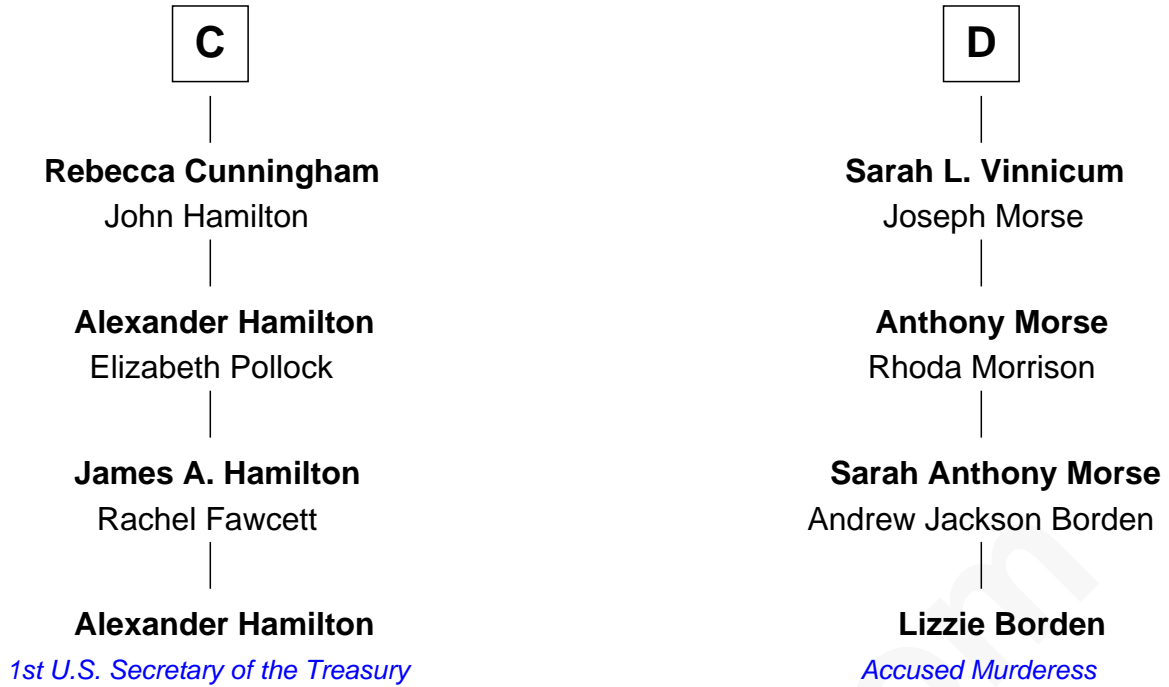 C
Rebecca Cunningham
John Hamilton
Alexander Hamilton
Elizabeth Pollock
James A. Hamilton
Rachel Fawcett
Alexander Hamilton
1st U.S. Secretary of the Treasury
D
Sarah L. Vinnicum
Joseph Morse
Anthony Morse
Rhoda Morrison
Sarah Anthony Morse
Andrew Jackson Borden
Lizzie Borden
Accused Murderess